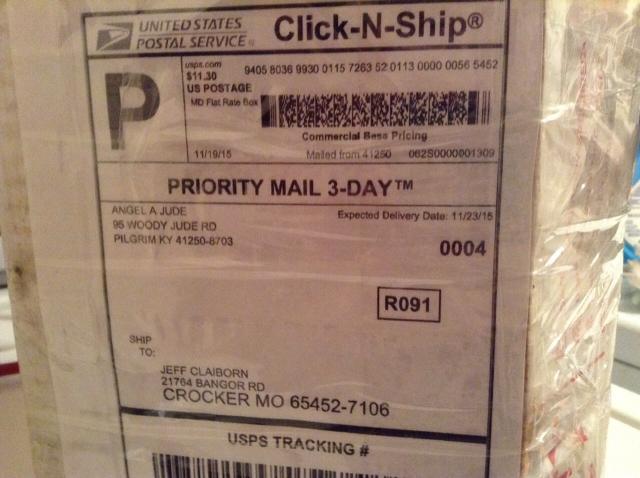 UNITED STATES
POSTAL SERVICE®
Click-N-Ship®
P
usps.com
$11.30
US POSTAGE
MD Flat Rate Box
9405 8036 9930 0115 7263 52 0113 0000 0056 5452
Commercial Base Pricing
11/19/15 Mailed from 41250 062S0000001309
PRIORITY MAIL 3-DAY™
ANGEL A JUDE
95 WOODY JUDE RD
PILGRIM KY 41250-8703
Expected Delivery Date: 11/23/15
0004
R091
SHIP
TO:
JEFF CLAIBORN
21764 BANGOR RD
CROCKER MO 65452-7106
USPS TRACKING #